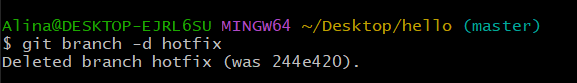 Alina@DESKTOP-EJRL6SU MINGW64 ~/Desktop/hello (master)
$ git branch -d hotfix
Deleted branch hotfix (was 244e420).